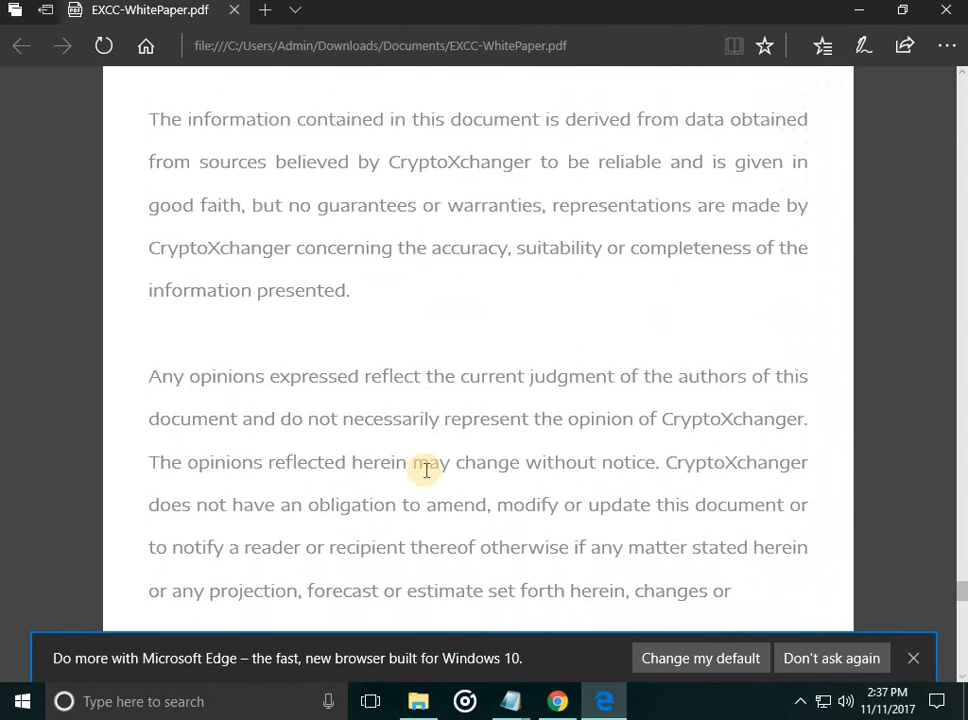 EXCC-WhitePaper.pdf
file:///C:/Users/Admin/Downloads/Documents/EXCC-WhitePaper.pdf
The information contained in this document is derived from data obtained
from sources believed by CryptoXchanger to be reliable and is given in
good faith, but no guarantees or warranties, representations are made by
CryptoXchanger concerning the accuracy, suitability or completeness of the
information presented.
Any opinions expressed reflect the current judgment of the authors of this
document and do not necessarily represent the opinion of CryptoXchanger.
The opinions reflected herein may change without notice. CryptoXchanger
does not have an obligation to amend, modify or update this document or
to notify a reader or recipient thereof otherwise if any matter stated herein
or any projection, forecast or estimate set forth herein, changes or
Do more with Microsoft Edge – the fast, new browser built for Windows 10.
Change my default
Don't ask again
Type here to search
2:37 PM
11/11/2017